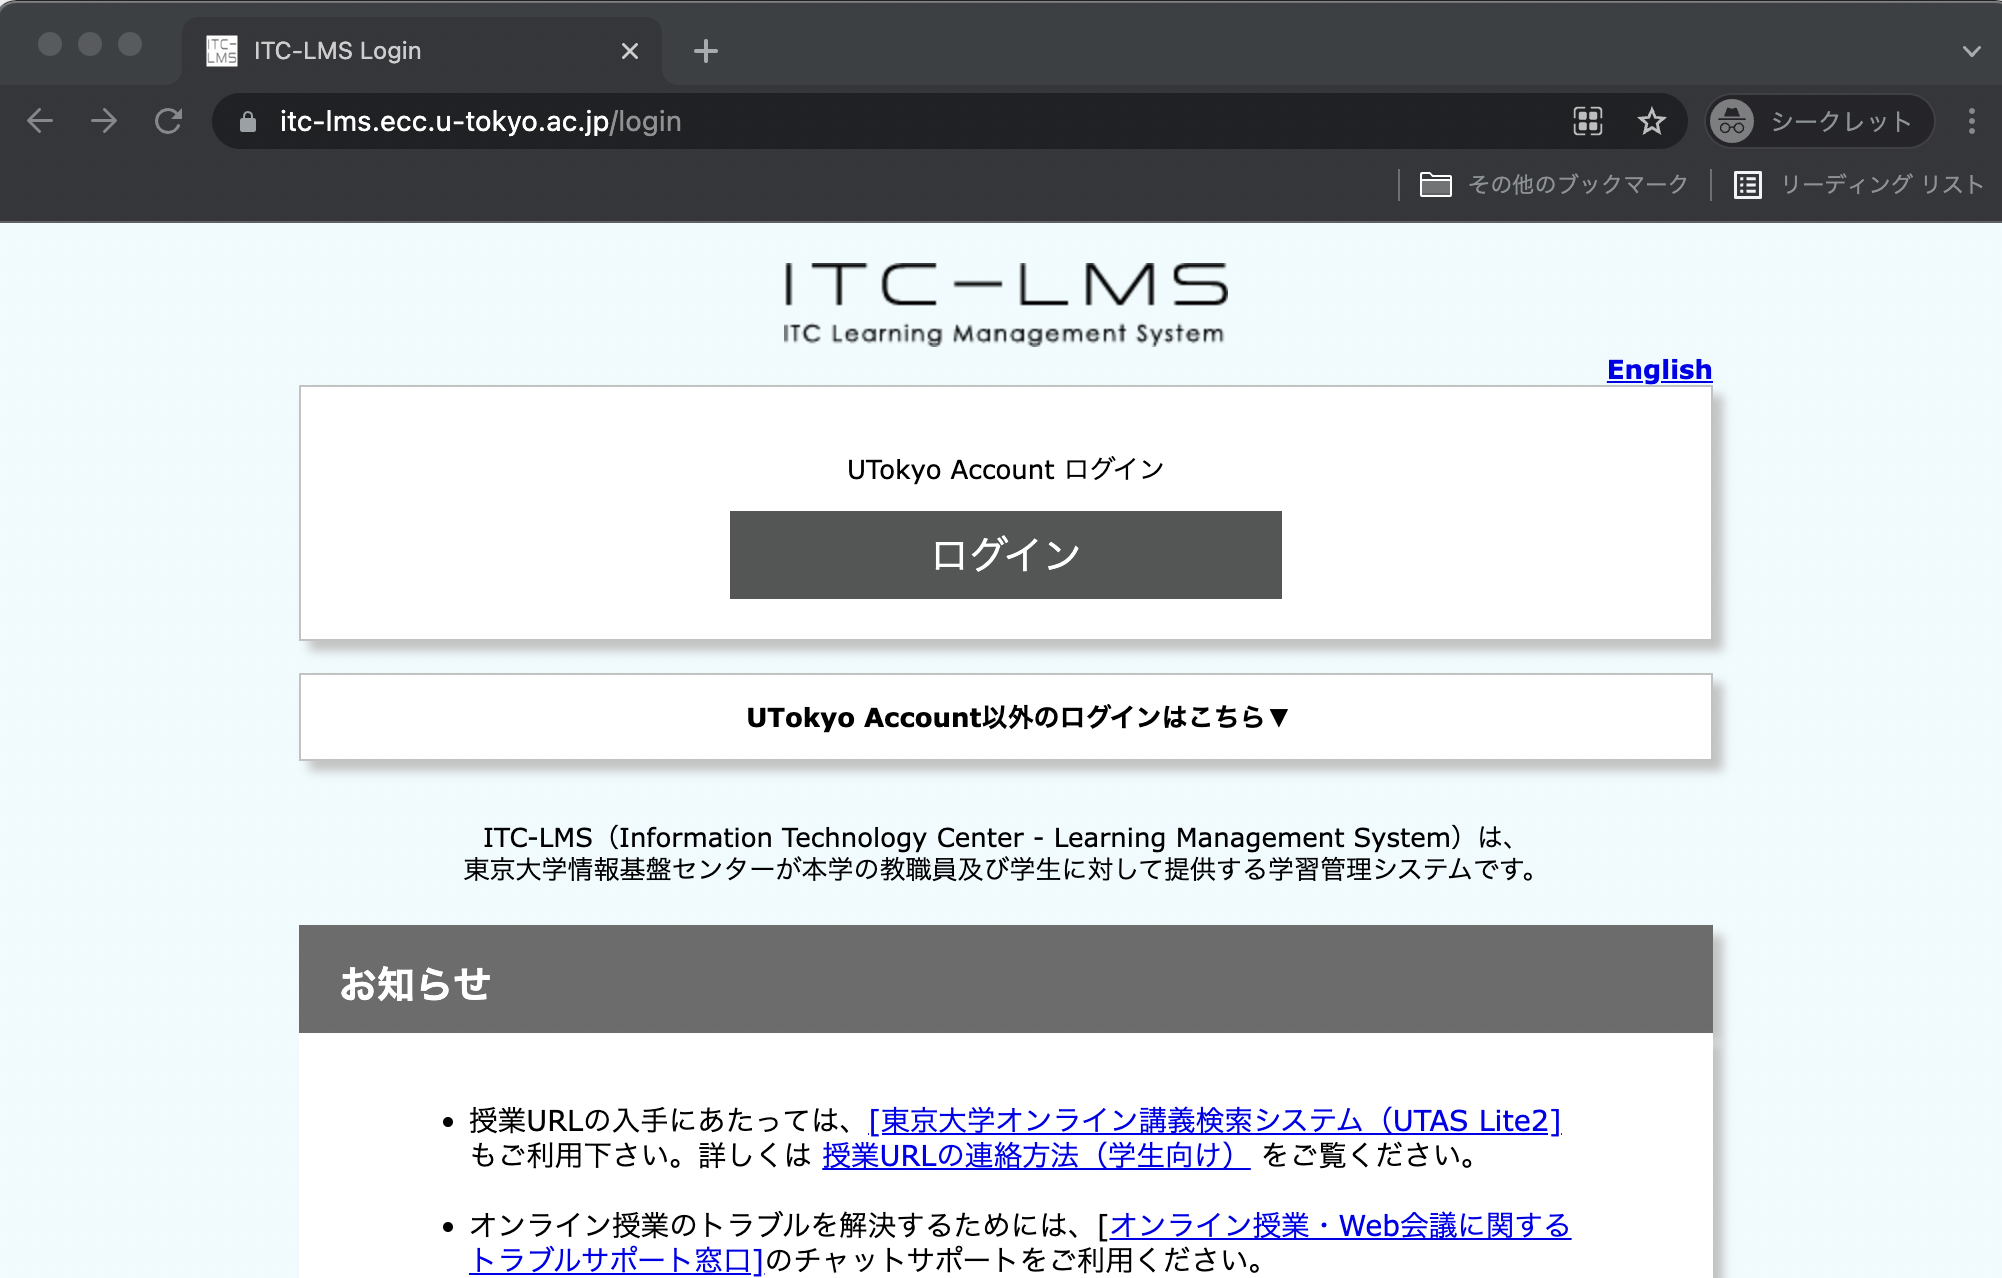 ITC-LMS Login
itc-lms.ecc.u-tokyo.ac.jp/login
シークレット
その他のブックマーク
リーディング リスト
ITC-LMS
ITC Learning Management System
English
UTokyo Account ログイン
ログイン
UTokyo Account以外のログインはこちら▼
ITC-LMS（Information Technology Center - Learning Management System）は、
東京大学情報基盤センターが本学の教職員及び学生に対して提供する学習管理システムです。
お知らせ
• 授業URLの入手にあたっては、[東京大学オンライン講義検索システム（UTAS Lite2]
もご利用下さい。詳しくは 授業URLの連絡方法（学生向け） をご覧ください。
• オンライン授業のトラブルを解決するためには、[オンライン授業・Web会議に関する
トラブルサポート窓口]のチャットサポートをご利用ください。